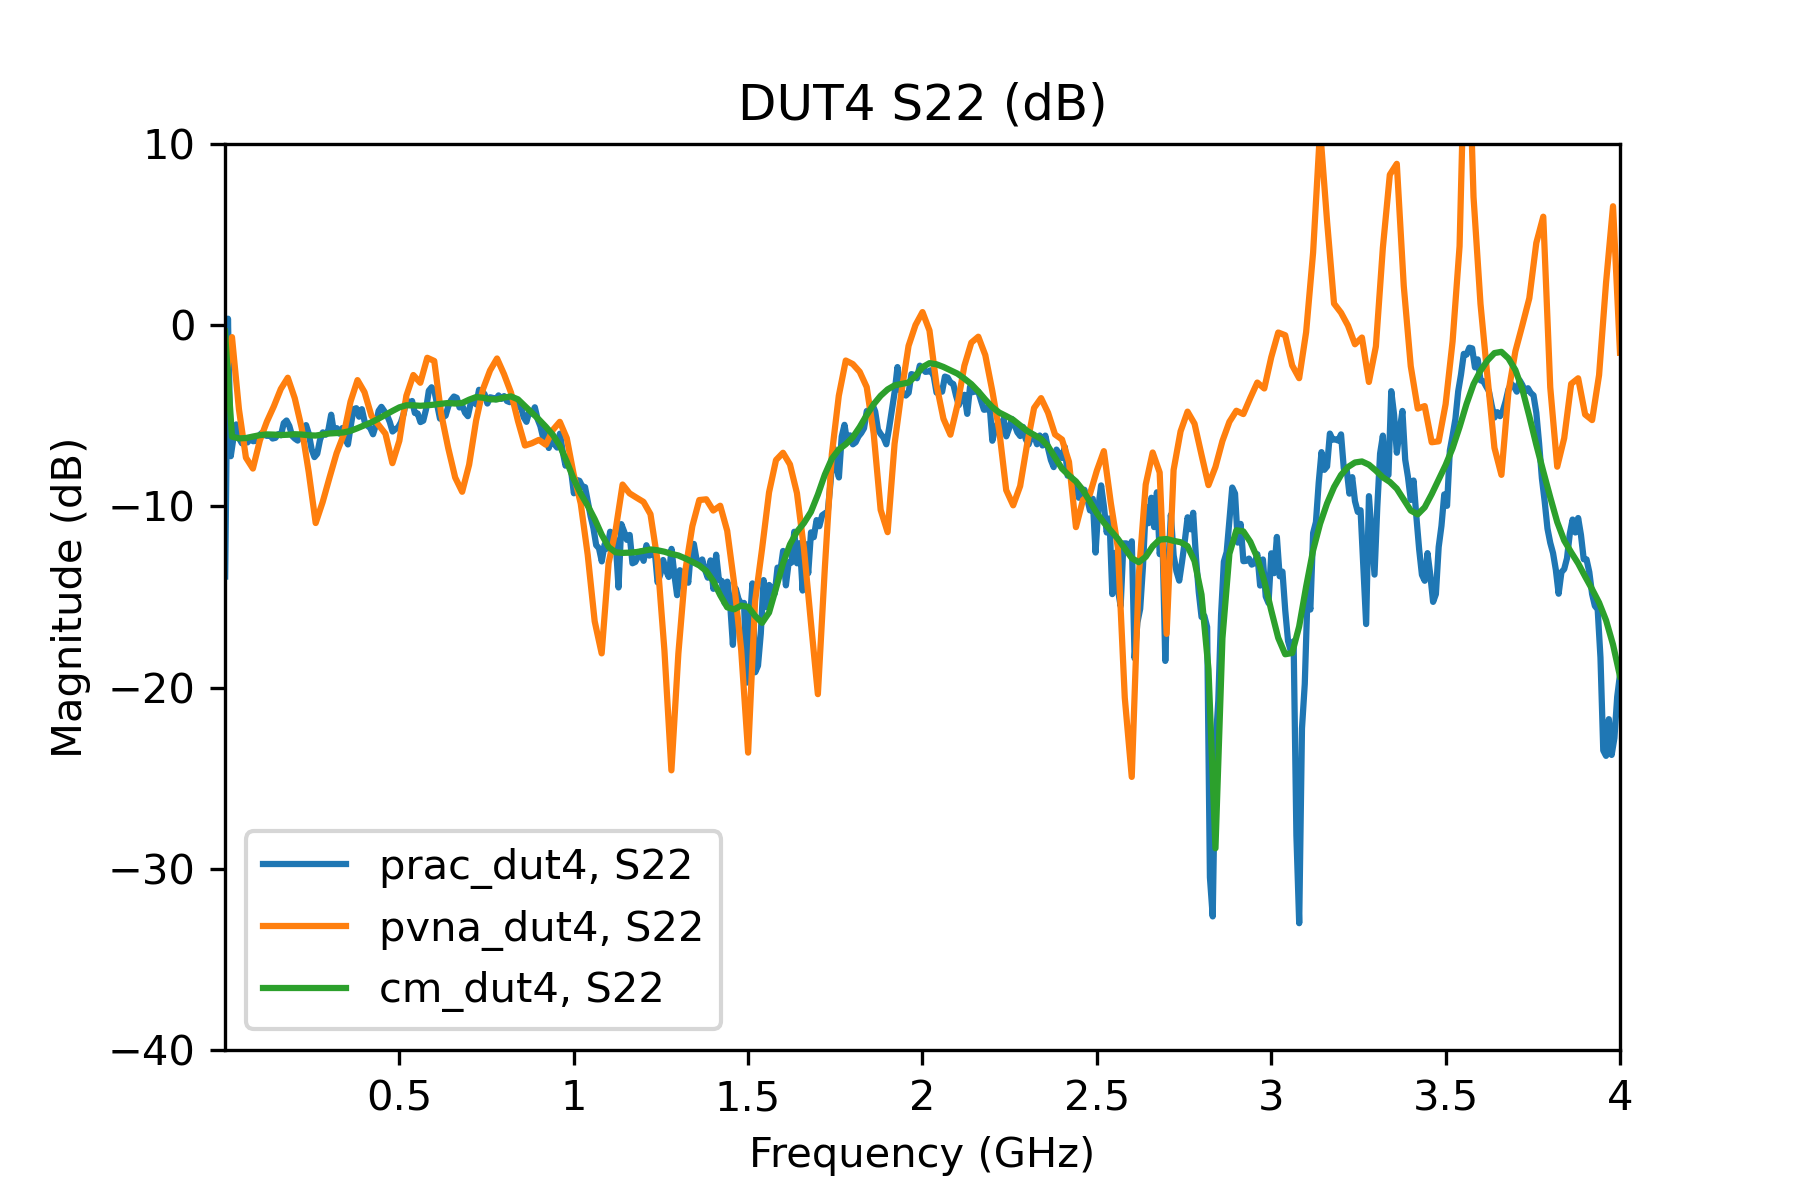 DUT4 S22 (dB)
10
0
−10
−20
−30
−40
Magnitude (dB)
prac_dut4, S22
pvna_dut4, S22
cm_dut4, S22
0.5 1 1.5 2 2.5 3 3.5 4
Frequency (GHz)